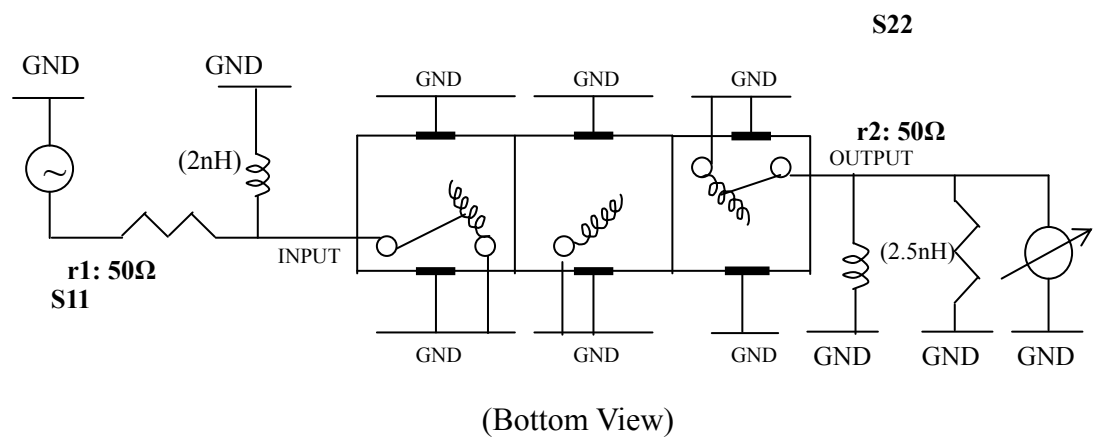 S22
GND
GND
GND
GND
GND
r2: 50Ω
(2nH)
OUTPUT
~
INPUT
(2.5nH)
r1: 50Ω
S11
GND
GND
GND
GND
GND
GND
(Bottom View)